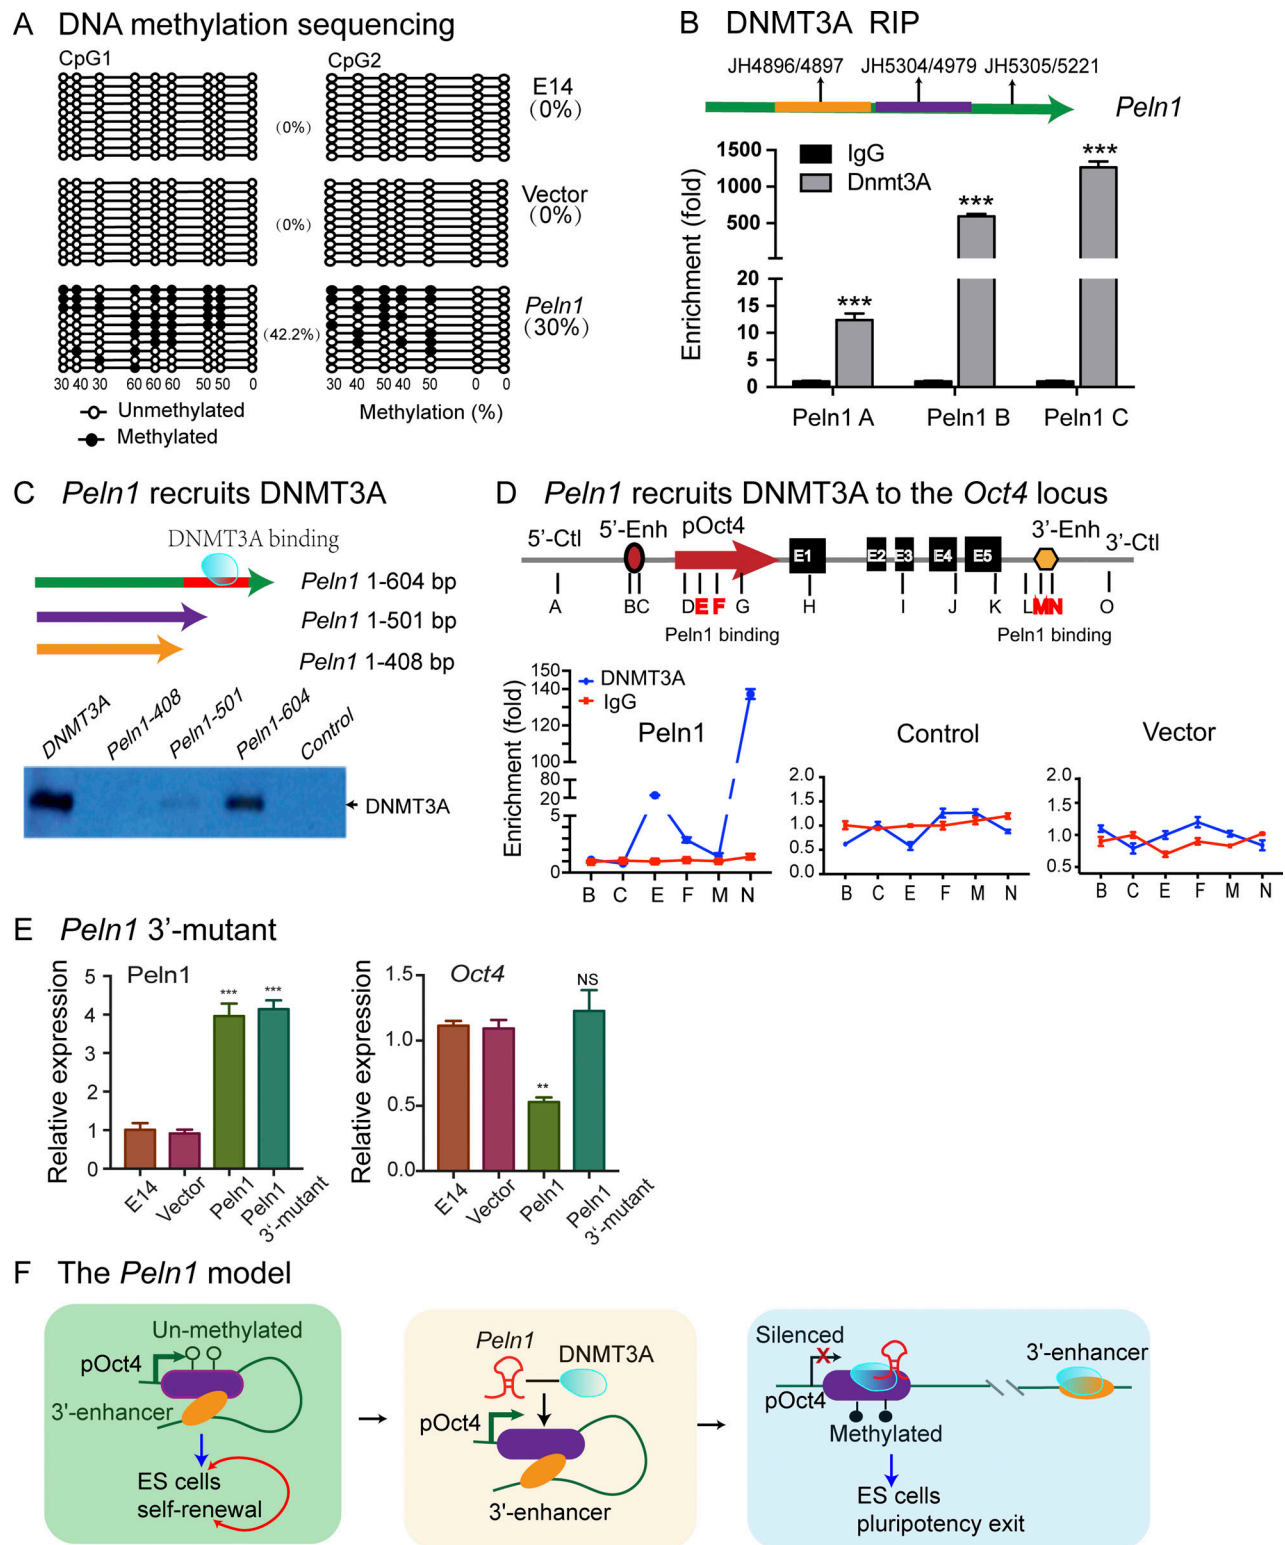 A DNA methylation sequencing
CpG1 CpG2
E14
(0%)
(0%)
Vector
(0%)
(0%)
Peln1
(30%)
(42.2%)
30 40 30 60 60 60 50 50 0
30 40 50 40 50 0 0
Unmethylated
Methylated
Methylation (%)
B DNMT3A RIP
JH4896/4897 JH5304/4979 JH5305/5221
Peln1
Enrichment (fold)
1500
1000
500
20
15
10
5
0
IgG
Dnmt3A
*** *** ***
Peln1 A Peln1 B Peln1 C
C Peln1 recruits DNMT3A
DNMT3A binding
Peln1 1-604 bp
Peln1 1-501 bp
Peln1 1-408 bp
DNMT3A Peln1-408 Peln1-501 Peln1-604 Control
DNMT3A
D Peln1 recruits DNMT3A to the Oct4 locus
5'-Ctl 5'-Enh pOct4 3'-Enh 3'-Ctl
E1 E2 E3 E4 E5
A B C D E F G H I J K L M N O
Peln1 binding Peln1 binding
Enrichment (fold)
150
140
100
80
20
5
0
DNMT3A
IgG
Peln1
B C E F M N
Control
2.0
1.5
1.0
0.5
0.0
B C E F M N
Vector
2.0
1.5
1.0
0.5
B C E F M N
E Peln1 3'-mutant
Relative expression
Peln1
5
4
3
2
1
0
*** ***
E14 Vector Peln1 Peln1
3'-mutant
Relative expression
Oct4
1.5
1.0
0.5
0.0
** NS
E14 Vector Peln1 Peln1
3'-mutant
F The Peln1 model
Un-methylated
pOct4
3'-enhancer
ES cells
self-renewal
Peln1
DNMT3A
pOct4
3'-enhancer
Silenced
X
pOct4
3'-enhancer
Methylated
ES cells
pluripotency exit